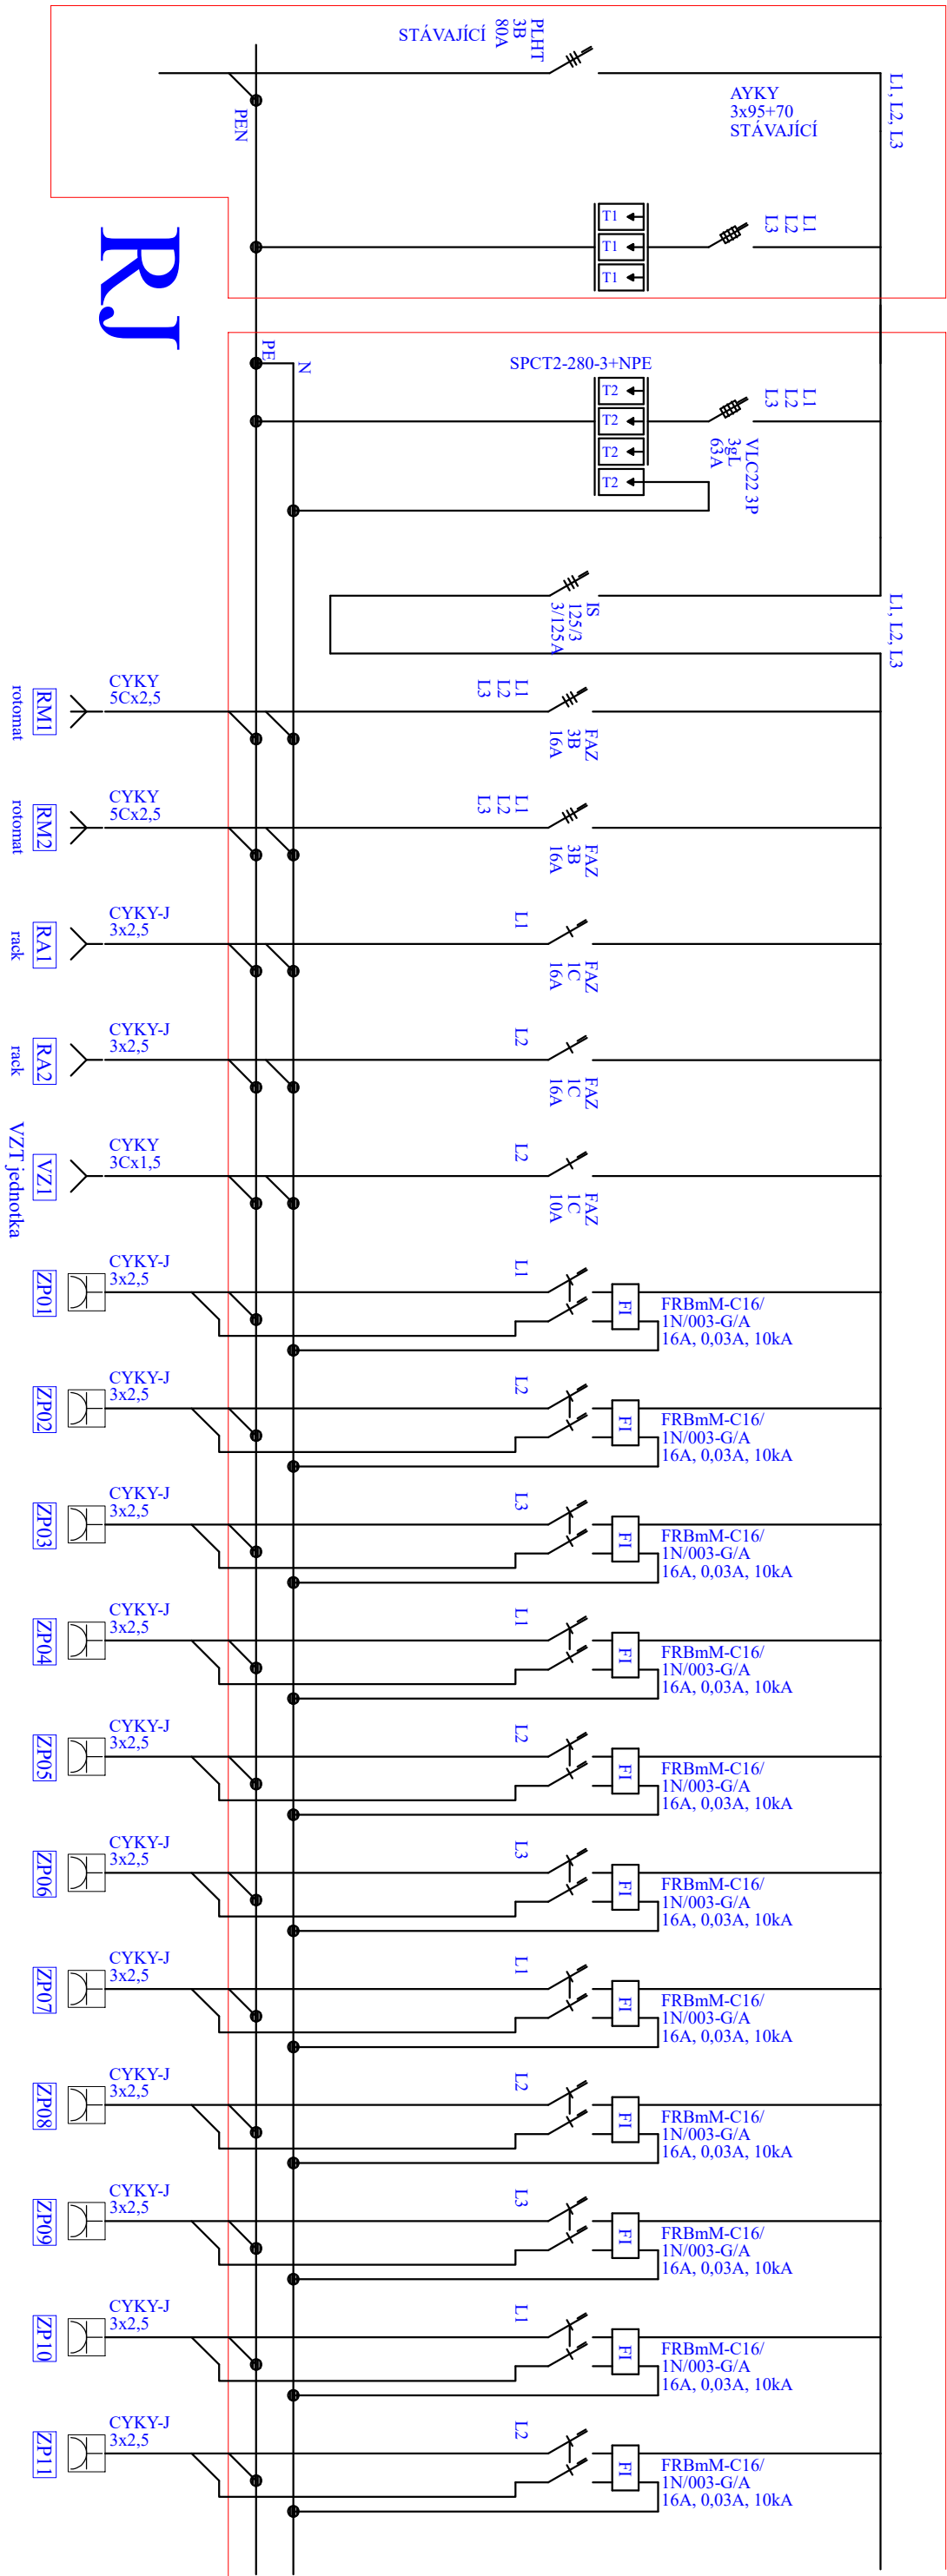 STÁVAJÍCÍ
PLHT
3B
80A
L1, L2, L3
AYKY
3x95+70
STÁVAJÍCÍ
PEN
T1
T1
T1
L1
L2
L3
RJ
PE
N
SPCT2-280-3+NPE
T2
T2
T2
T2
L1
L2
L3
VLC22 3P
3gL
63A
IS
125/3
3/125A
L1, L2, L3
RM1
rotomat
CYKY
5Cx2,5
L1
L2
L3
FAZ
3B
16A
RM2
rotomat
CYKY
5Cx2,5
L1
L2
L3
FAZ
3B
16A
RA1
rack
CYKY-J
3x2,5
L1
FAZ
1C
16A
RA2
rack
CYKY-J
3x2,5
L2
FAZ
1C
16A
VZ1
VZT jednotka
CYKY
3Cx1,5
L2
FAZ
1C
10A
ZP01
CYKY-J
3x2,5
L1
FI
FRBmM-C16/
1N/003-G/A
16A, 0,03A, 10kA
ZP02
CYKY-J
3x2,5
L2
FI
FRBmM-C16/
1N/003-G/A
16A, 0,03A, 10kA
ZP03
CYKY-J
3x2,5
L3
FI
FRBmM-C16/
1N/003-G/A
16A, 0,03A, 10kA
ZP04
CYKY-J
3x2,5
L1
FI
FRBmM-C16/
1N/003-G/A
16A, 0,03A, 10kA
ZP05
CYKY-J
3x2,5
L2
FI
FRBmM-C16/
1N/003-G/A
16A, 0,03A, 10kA
ZP06
CYKY-J
3x2,5
L3
FI
FRBmM-C16/
1N/003-G/A
16A, 0,03A, 10kA
ZP07
CYKY-J
3x2,5
L1
FI
FRBmM-C16/
1N/003-G/A
16A, 0,03A, 10kA
ZP08
CYKY-J
3x2,5
L2
FI
FRBmM-C16/
1N/003-G/A
16A, 0,03A, 10kA
ZP09
CYKY-J
3x2,5
L3
FI
FRBmM-C16/
1N/003-G/A
16A, 0,03A, 10kA
ZP10
CYKY-J
3x2,5
L1
FI
FRBmM-C16/
1N/003-G/A
16A, 0,03A, 10kA
ZP11
CYKY-J
3x2,5
L2
FI
FRBmM-C16/
1N/003-G/A
16A, 0,03A, 10kA